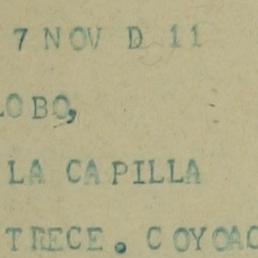 7 NOV D 11
LOBO,
LA CAPILLA
TRECE. COYOAC